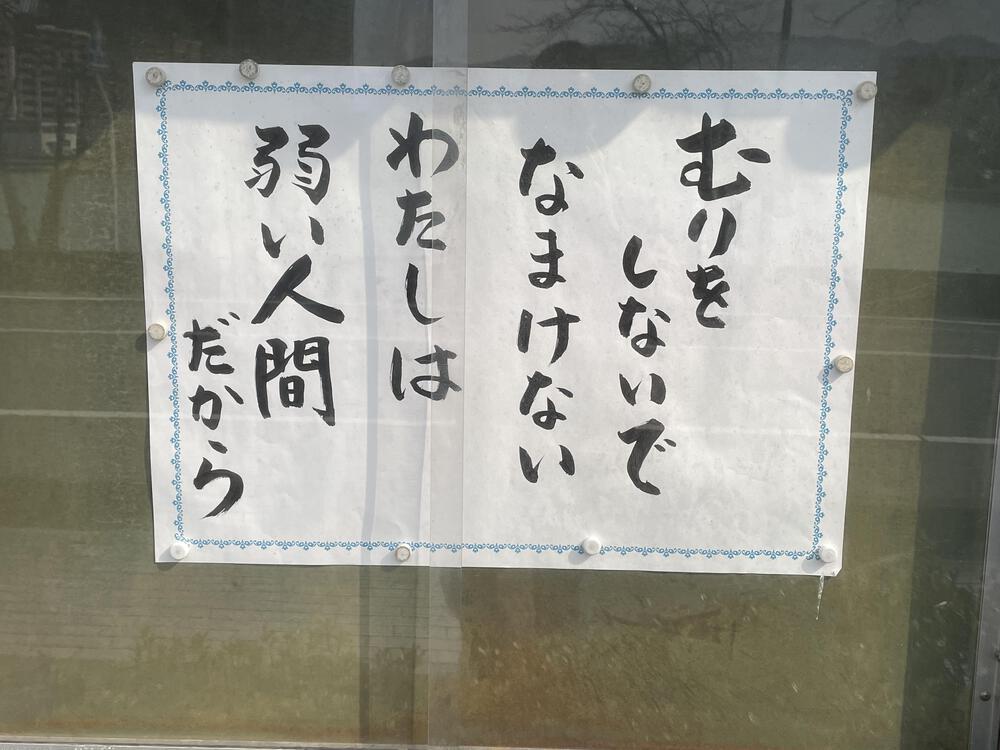 むりを
しないで
なまけない
わたしは
弱い人間
だから